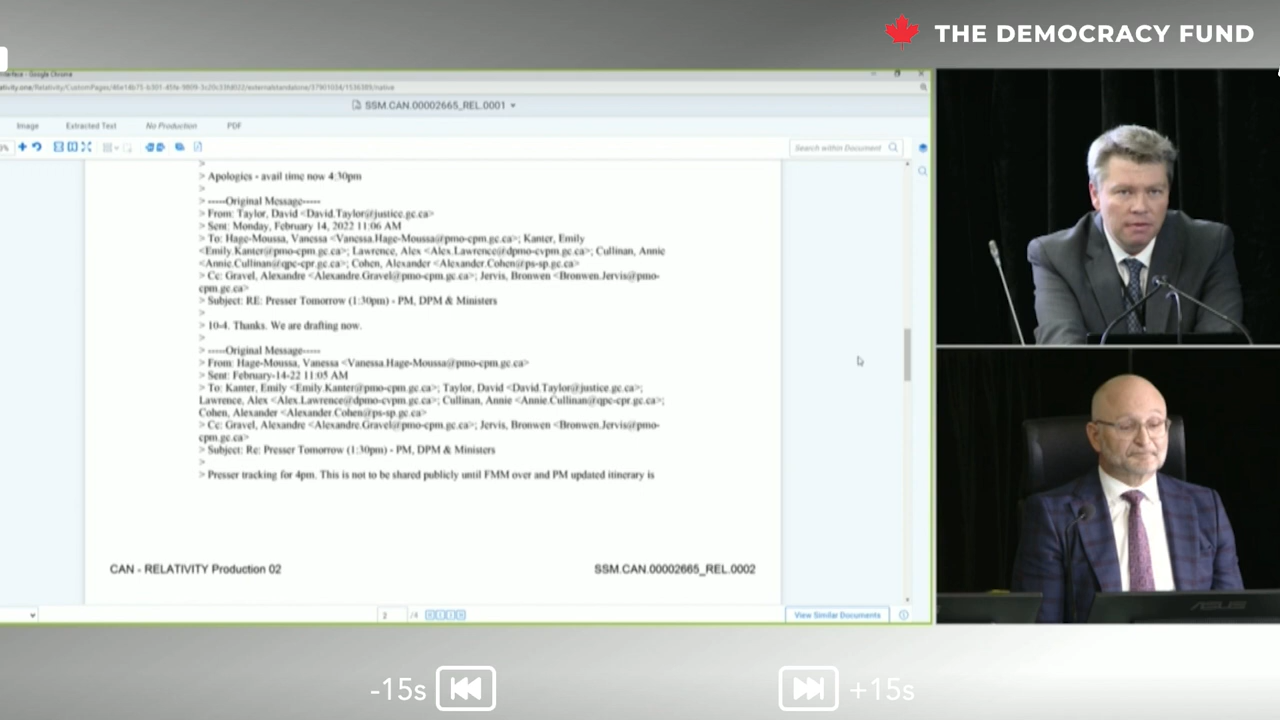 THE DEMOCRACY FUND
- Google Chrome
SSM.CAN.00002665_REL.0001
Image Extracted Text No Production PDF
Search within Document
>
> Apologies - avail time now 4:30pm
>
> -----Original Message-----
> From: Taylor, David <David.Taylor@justice.gc.ca>
> Sent: Monday, February 14, 2022 11:06 AM
> To: Hage-Moussa, Vanessa <Vanessa.Hage-Moussa@pmo-cpm.gc.ca>; Kanter, Emily
<Emily.Kanter@pmo-cpm.gc.ca>; Lawrence, Alex <Alex.Lawrence@dpmo-cvpm.gc.ca>; Cullinan, Annie
<Annie.Cullinan@qpc-cpr.gc.ca>; Cohen, Alexander <Alexander.Cohen@ps-sp.gc.ca>
> Cc: Gravel, Alexandre <Alexandre.Gravel@pmo-cpm.gc.ca>; Jervis, Bronwen <Bronwen.Jervis@pmo-
cpm.gc.ca>
> Subject: RE: Presser Tomorrow (1:30pm) - PM, DPM & Ministers
>
> 10-4. Thanks. We are drafting now.
>
> -----Original Message-----
> From: Hage-Moussa, Vanessa <Vanessa.Hage-Moussa@pmo-cpm.gc.ca>
> Sent: February-14-22 11:05 AM
> To: Kanter, Emily <Emily.Kanter@pmo-cpm.gc.ca>; Taylor, David <David.Taylor@justice.gc.ca>;
Lawrence, Alex <Alex.Lawrence@dpmo-cvpm.gc.ca>; Cullinan, Annie <Annie.Cullinan@qpc-cpr.gc.ca>;
Cohen, Alexander <Alexander.Cohen@ps-sp.gc.ca>
> Cc: Gravel, Alexandre <Alexandre.Gravel@pmo-cpm.gc.ca>; Jervis, Bronwen <Bronwen.Jervis@pmo-
cpm.gc.ca>
> Subject: Re: Presser Tomorrow (1:30pm) - PM, DPM & Ministers
>
> Presser tracking for 4pm. This is not to be shared publicly until FMM over and PM updated itinerary is
CAN - RELATIVITY Production 02 SSM.CAN.00002665_REL.0002
2 /4 View Similar Documents
ASUS
-15s +15s